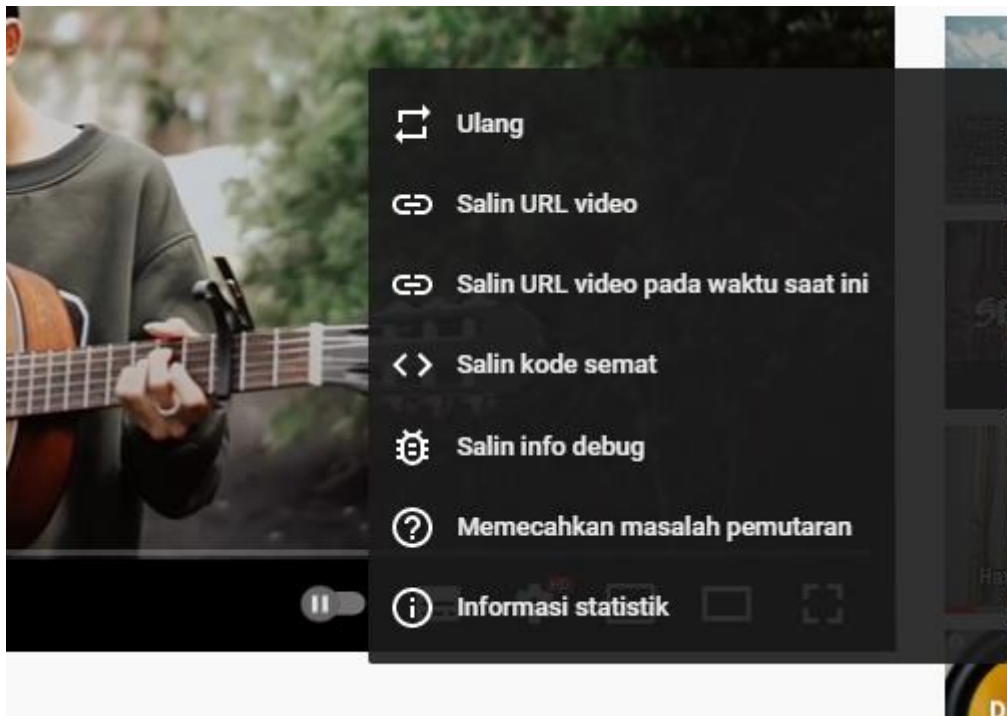 Ulang
Salin URL video
Salin URL video pada waktu saat ini
Salin kode semat
Salin info debug
Memecahkan masalah pemutaran
Informasi statistik
HD